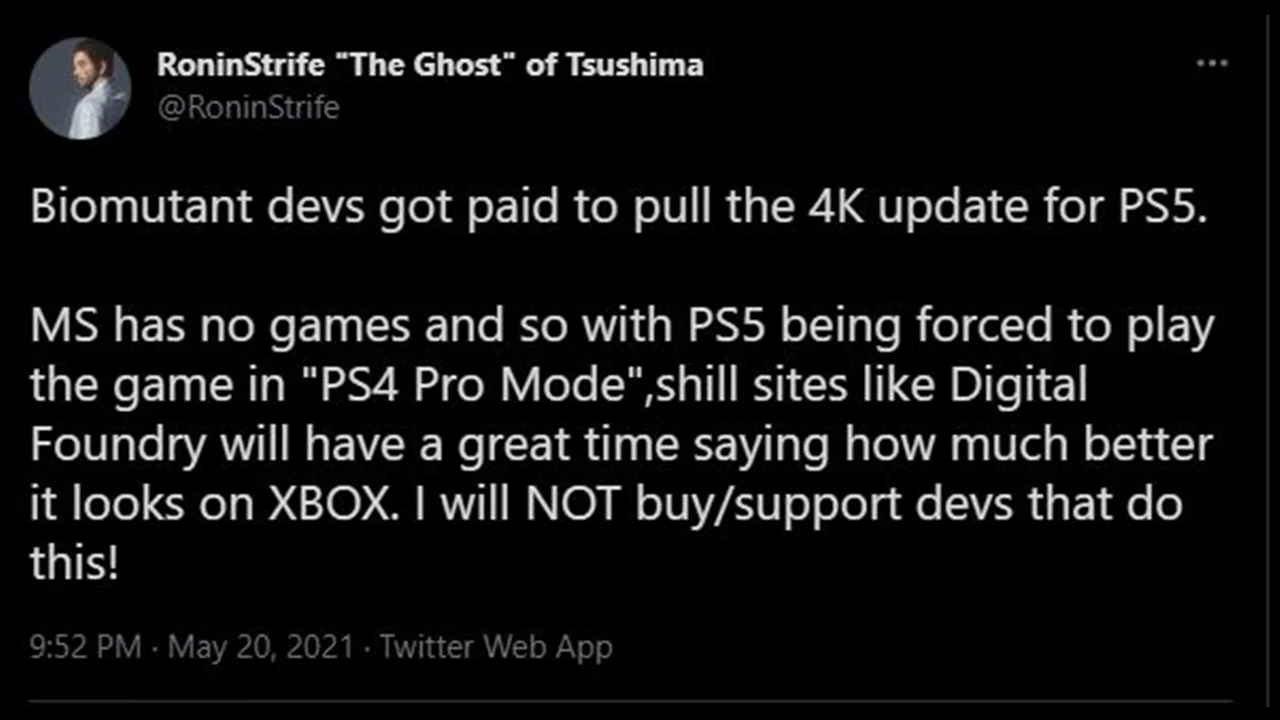 RoninStrife "The Ghost" of Tsushima
@RoninStrife
Biomutant devs got paid to pull the 4K update for PS5.
MS has no games and so with PS5 being forced to play
the game in "PS4 Pro Mode",shill sites like Digital
Foundry will have a great time saying how much better
it looks on XBOX. I will NOT buy/support devs that do
this!
9:52 PM · May 20, 2021 · Twitter Web App